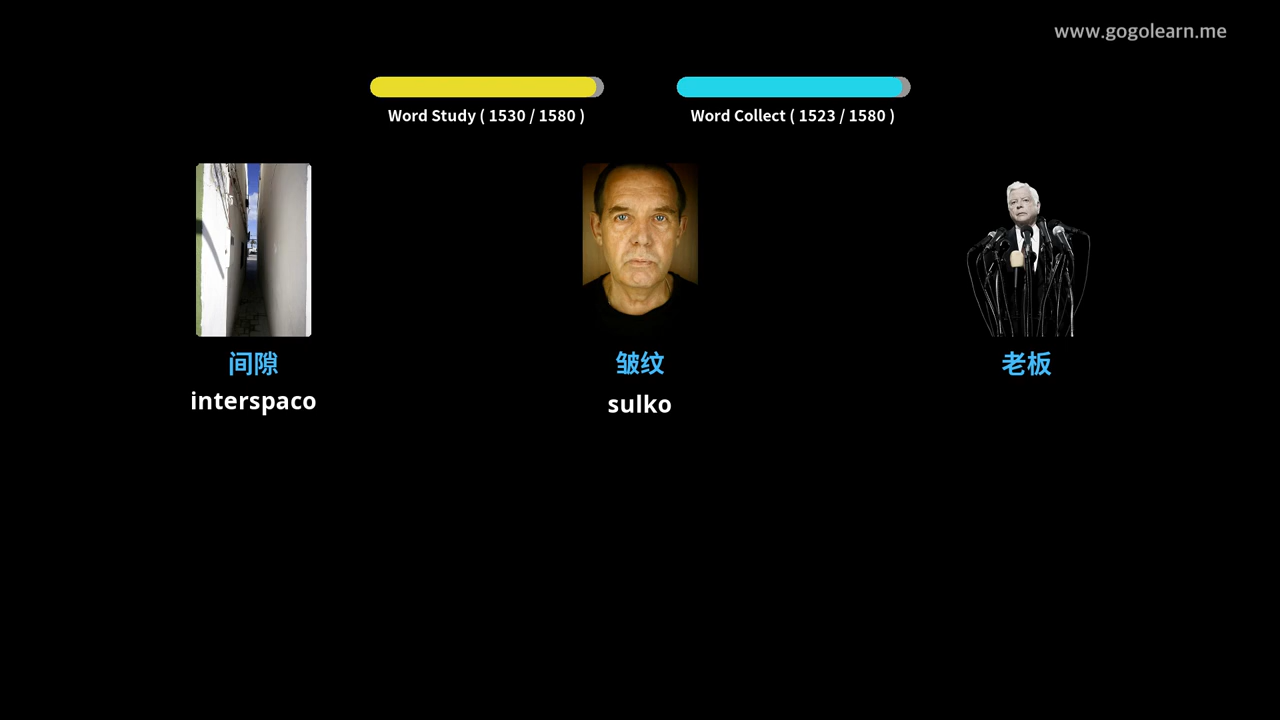 www.gogolearn.me
Word Study ( 1530 / 1580 )
Word Collect ( 1523 / 1580 )
间隙
皱纹
老板
interspaco
sulko